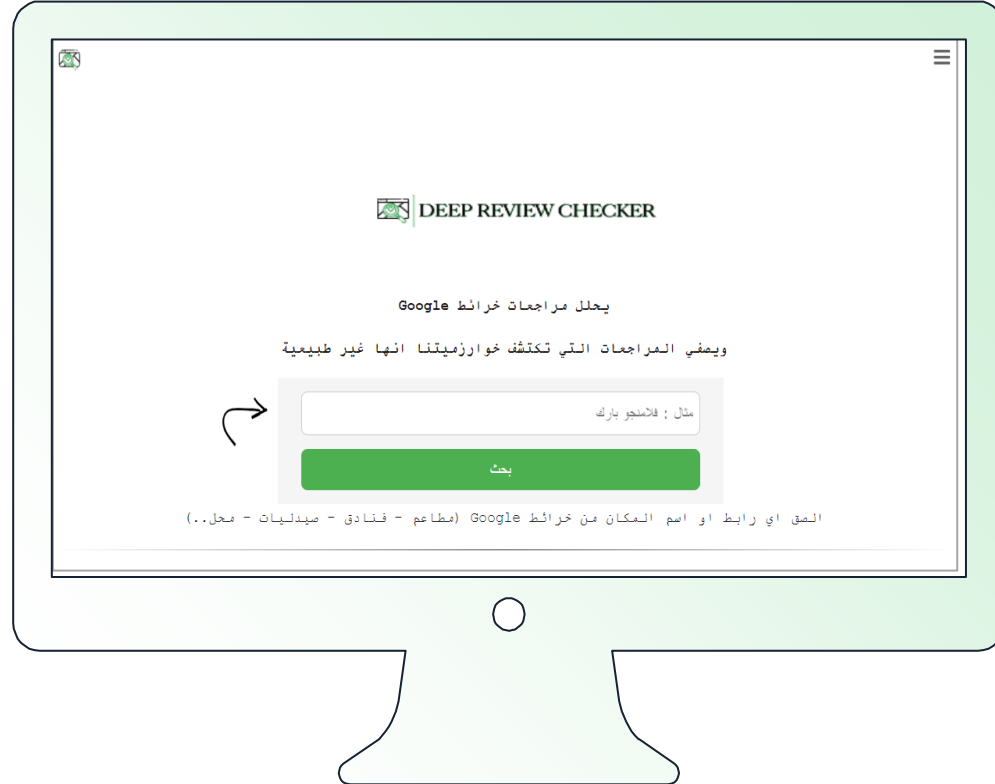 DEEP REVIEW CHECKER
يحلل مراجعات خرائط Google
ويصفي المراجعات التي تكتشف خوارزميتنا انها غير طبيعية
مثال : فلامنجو بارك
بحث
الصق اي رابط او اسم المكان من خرائط Google (مطاعم - فنادق - صيدليات - محل..)